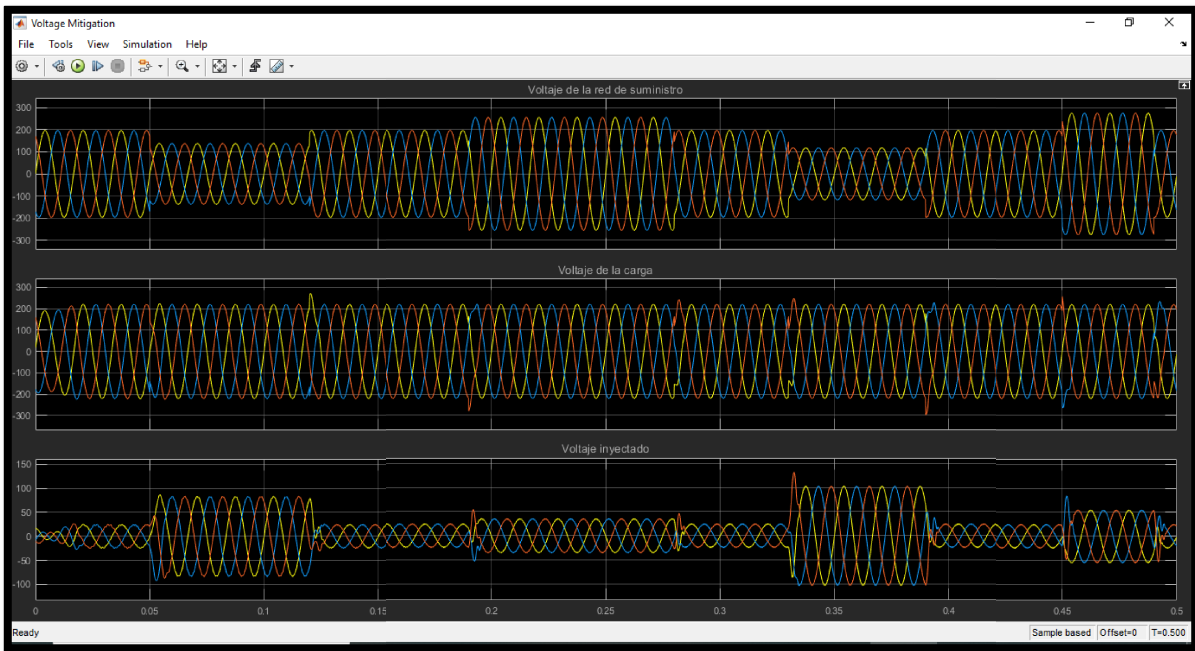 Voltage Mitigation
File Tools View Simulation Help
Voltaje de la red de suministro
300
200
100
0
-100
-200
-300
Voltaje de la carga
300
200
100
0
-100
-200
-300
Voltaje inyectado
150
100
50
0
-50
-100
0 0.05 0.1 0.15 0.2 0.25 0.3 0.35 0.4 0.45 0.5
Ready Sample based Offset=0 T=0.500